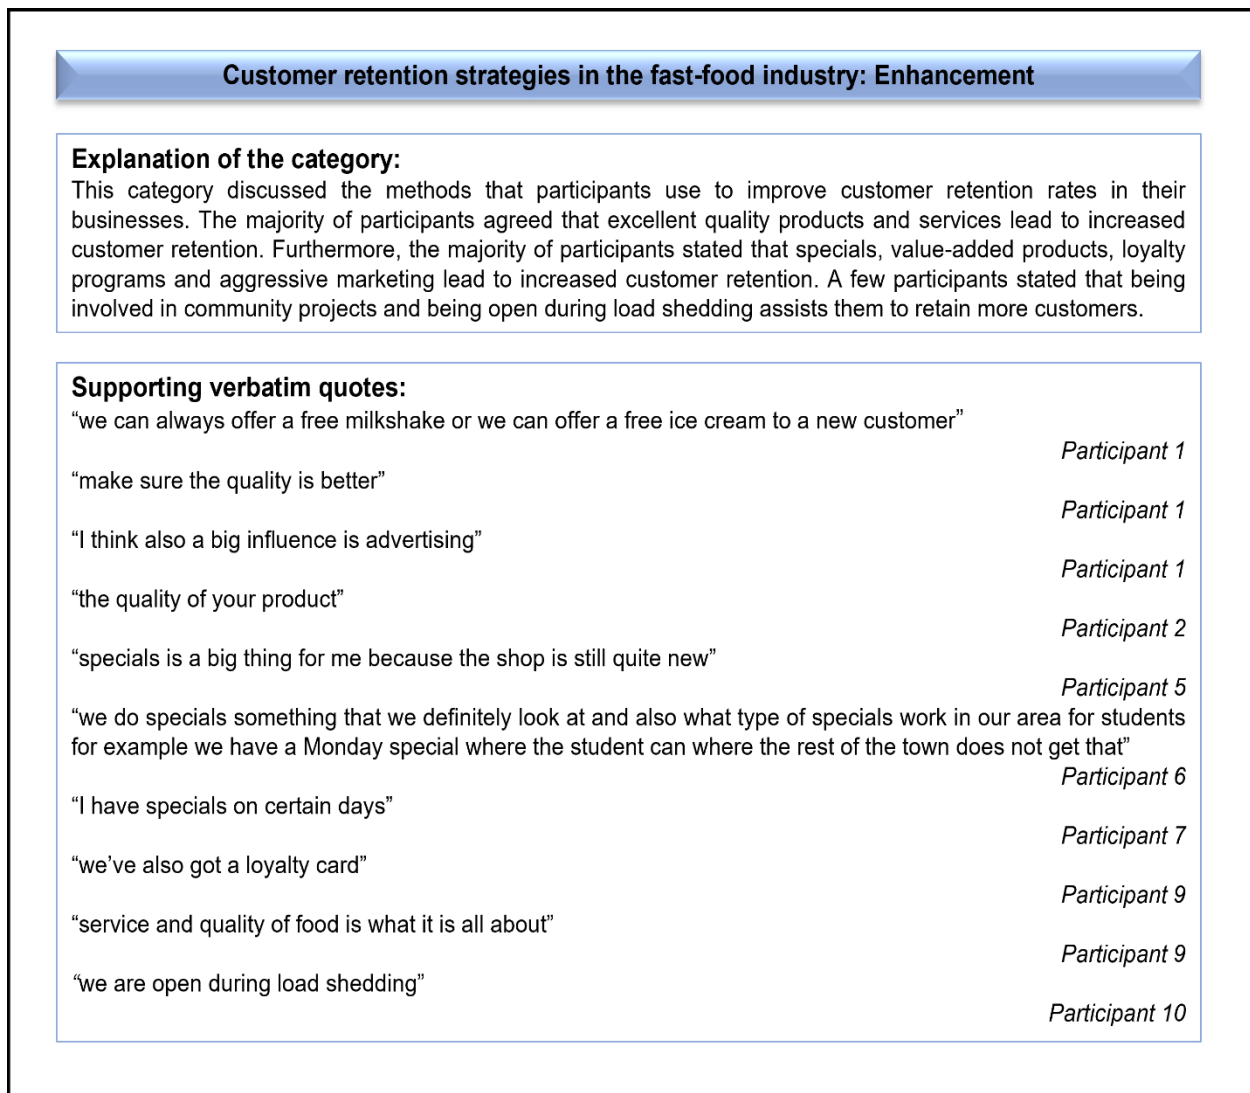 Customer retention strategies in the fast-food industry: Enhancement
Explanation of the category:
This category discussed the methods that participants use to improve customer retention rates in their
businesses. The majority of participants agreed that excellent quality products and services lead to increased
customer retention. Furthermore, the majority of participants stated that specials, value-added products, loyalty
programs and aggressive marketing lead to increased customer retention. A few participants stated that being
involved in community projects and being open during load shedding assists them to retain more customers.
Supporting verbatim quotes:
“we can always offer a free milkshake or we can offer a free ice cream to a new customer”
Participant 1
“make sure the quality is better”
Participant 1
“I think also a big influence is advertising”
Participant 1
“the quality of your product”
Participant 2
“specials is a big thing for me because the shop is still quite new”
Participant 5
“we do specials something that we definitely look at and also what type of specials work in our area for students
for example we have a Monday special where the student can where the rest of the town does not get that”
Participant 6
“I have specials on certain days”
Participant 7
“we’ve also got a loyalty card”
Participant 9
“service and quality of food is what it is all about”
Participant 9
“we are open during load shedding”
Participant 10